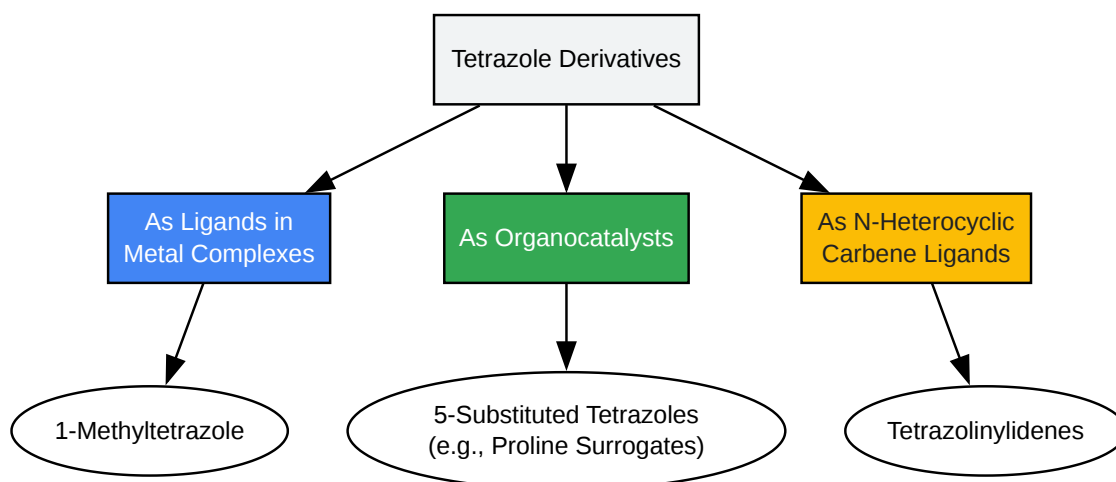 Tetrazole Derivatives
As Ligands in
Metal Complexes
As Organocatalysts
As N-Heterocyclic
Carbene Ligands
1-Methyltetrazole
5-Substituted Tetrazoles
(e.g., Proline Surrogates)
Tetrazolinylidenes